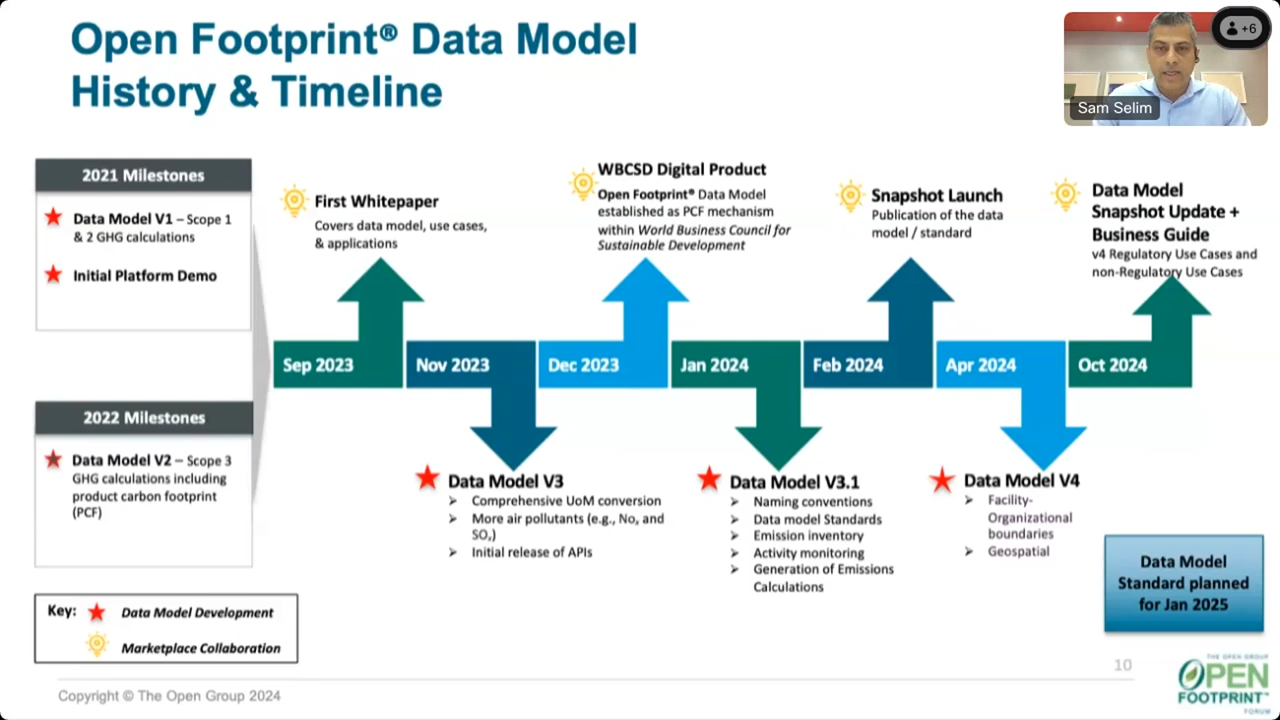 Open Footprint® Data Model
History & Timeline
+6
Sam Selim
2021 Milestones
Data Model V1 – Scope 1
& 2 GHG calculations
Initial Platform Demo
2022 Milestones
Data Model V2 – Scope 3
GHG calculations including
product carbon footprint
(PCF)
First Whitepaper
Covers data model, use cases,
& applications
WBCSD Digital Product
Open Footprint® Data Model
established as PCF mechanism
within World Business Council for
Sustainable Development
Snapshot Launch
Publication of the data
model / standard
Data Model
Snapshot Update +
Business Guide
v4 Regulatory Use Cases and
non-Regulatory Use Cases
Sep 2023
Nov 2023
Dec 2023
Jan 2024
Feb 2024
Apr 2024
Oct 2024
Data Model V3
➢ Comprehensive UoM conversion
➢ More air pollutants (e.g., Noₓ and
SOₓ)
➢ Initial release of APIs
Data Model V3.1
➢ Naming conventions
➢ Data model Standards
➢ Emission inventory
➢ Activity monitoring
➢ Generation of Emissions
Calculations
Data Model V4
➢ Facility-
Organizational
boundaries
➢ Geospatial
Data Model
Standard planned
for Jan 2025
Key:
Data Model Development
Marketplace Collaboration
10
Copyright © The Open Group 2024
THE OPEN GROUP
OPEN
FOOTPRINT™
FORUM